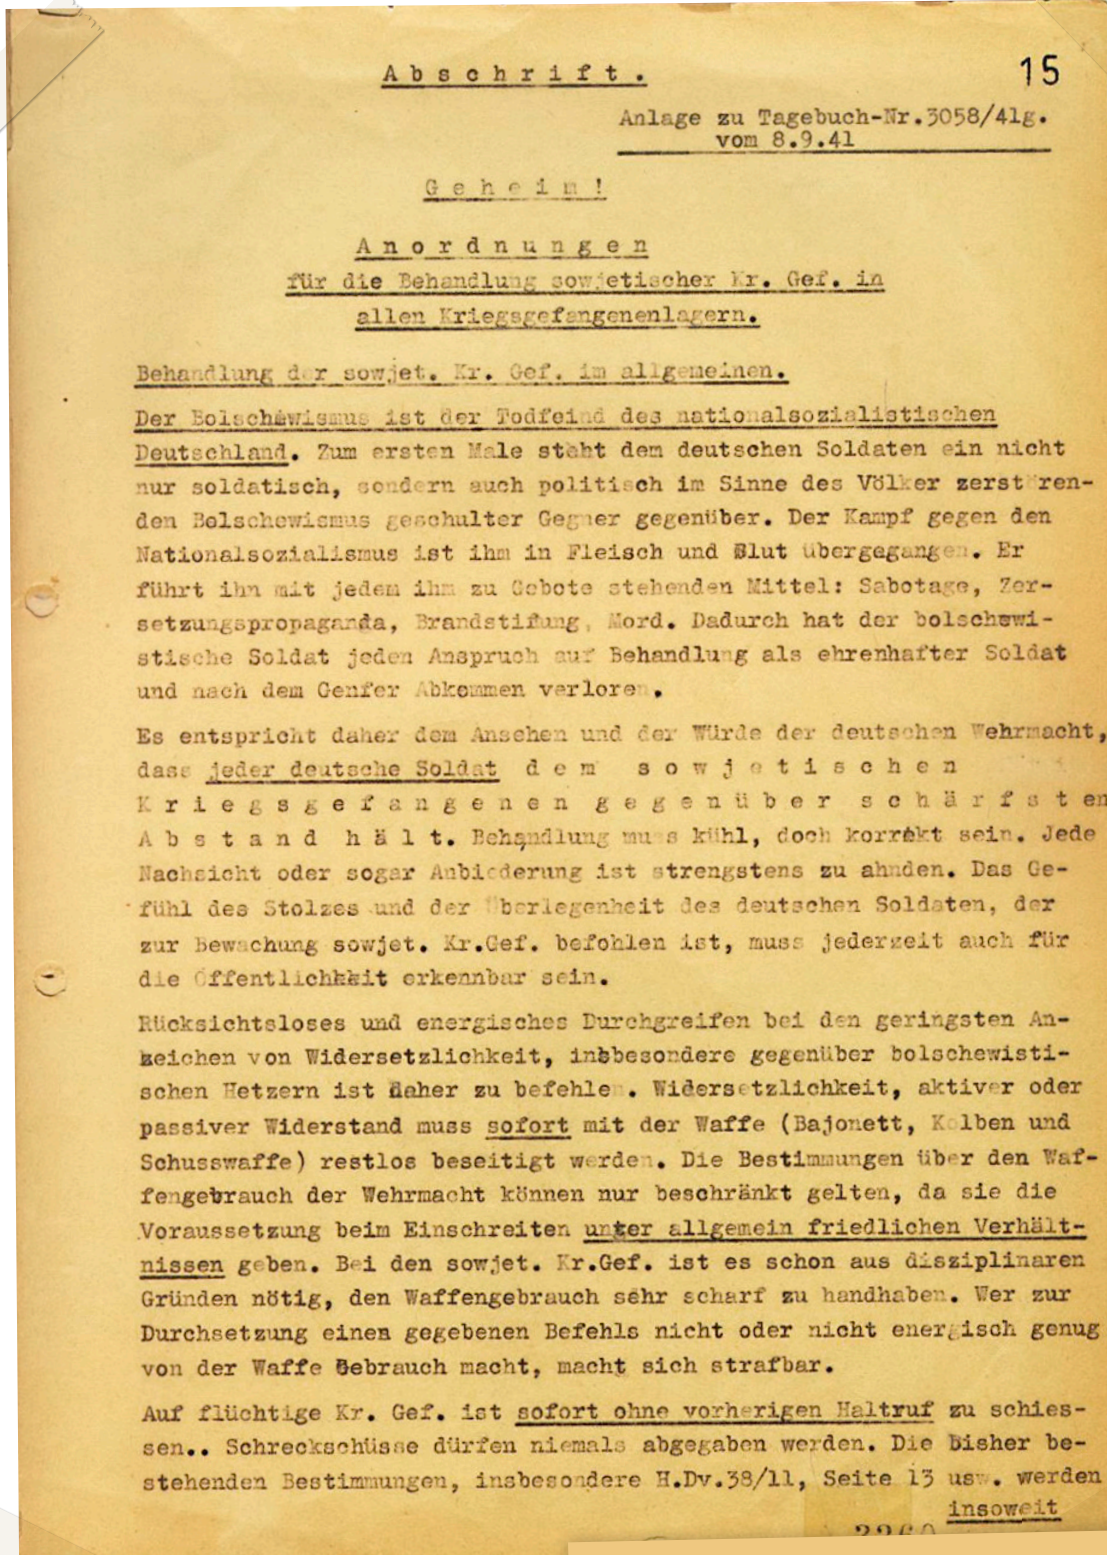 Abschrift.
15
Anlage zu Tagebuch-Nr.3058/41g.
vom 8.9.41
Geheim!
Anordnungen
für die Behandlung sowjetischer Kr. Gef. in
allen Kriegsgefangenenlagern.
Behandlung der sowjet. Kr. Gef. im allgemeinen.
Der Bolschewismus ist der Todfeind des nationalsozialistischen
Deutschland. Zum ersten Male steht dem deutschen Soldaten ein nicht
nur soldatisch, sondern auch politisch im Sinne des Völker zerstören-
den Bolschewismus geschulter Gegner gegenüber. Der Kampf gegen den
Nationalsozialismus ist ihm in Fleisch und Blut übergegangen. Er
führt ihn mit jedem ihm zu Gebote stehenden Mittel: Sabotage, Zer-
setzungspropaganda, Brandstiftung, Mord. Dadurch hat der bolschewi-
stische Soldat jeden Anspruch auf Behandlung als ehrenhafter Soldat
und nach dem Genfer Abkommen verloren.
Es entspricht daher dem Ansehen und der Würde der deutschen Wehrmacht,
dass jeder deutsche Soldat dem sowjetischen
Kriegsgefangenen gegenüber schärfsten
Abstand hält. Behandlung muss kühl, doch korrekt sein. Jede
Nachsicht oder sogar Anbiederung ist strengstens zu ahnden. Das Ge-
fühl des Stolzes und der Überlegenheit des deutschen Soldaten, der
zur Bewachung sowjet. Kr.Gef. befohlen ist, muss jederzeit auch für
die Öffentlichkeit erkennbar sein.
Rücksichtsloses und energisches Durchgreifen bei den geringsten An-
zeichen von Widersetzlichkeit, insbesondere gegenüber bolschewisti-
schen Hetzern ist daher zu befehlen. Widersetzlichkeit, aktiver oder
passiver Widerstand muss sofort mit der Waffe (Bajonett, Kolben und
Schusswaffe) restlos beseitigt werden. Die Bestimmungen über den Waf-
fengebrauch der Wehrmacht können nur beschränkt gelten, da sie die
Voraussetzung beim Einschreiten unter allgemein friedlichen Verhält-
nissen geben. Bei den sowjet. Kr.Gef. ist es schon aus disziplinaren
Gründen nötig, den Waffengebrauch sehr scharf zu handhaben. Wer zur
Durchsetzung eines gegebenen Befehls nicht oder nicht energisch genug
von der Waffe Gebrauch macht, macht sich strafbar.
Auf flüchtige Kr. Gef. ist sofort ohne vorherigen Haltruf zu schies-
sen.. Schreckschüsse dürfen niemals abgegaben werden. Die bisher be-
stehenden Bestimmungen, insbesondere H.Dv.38/11, Seite 13 usw. werden
insoweit